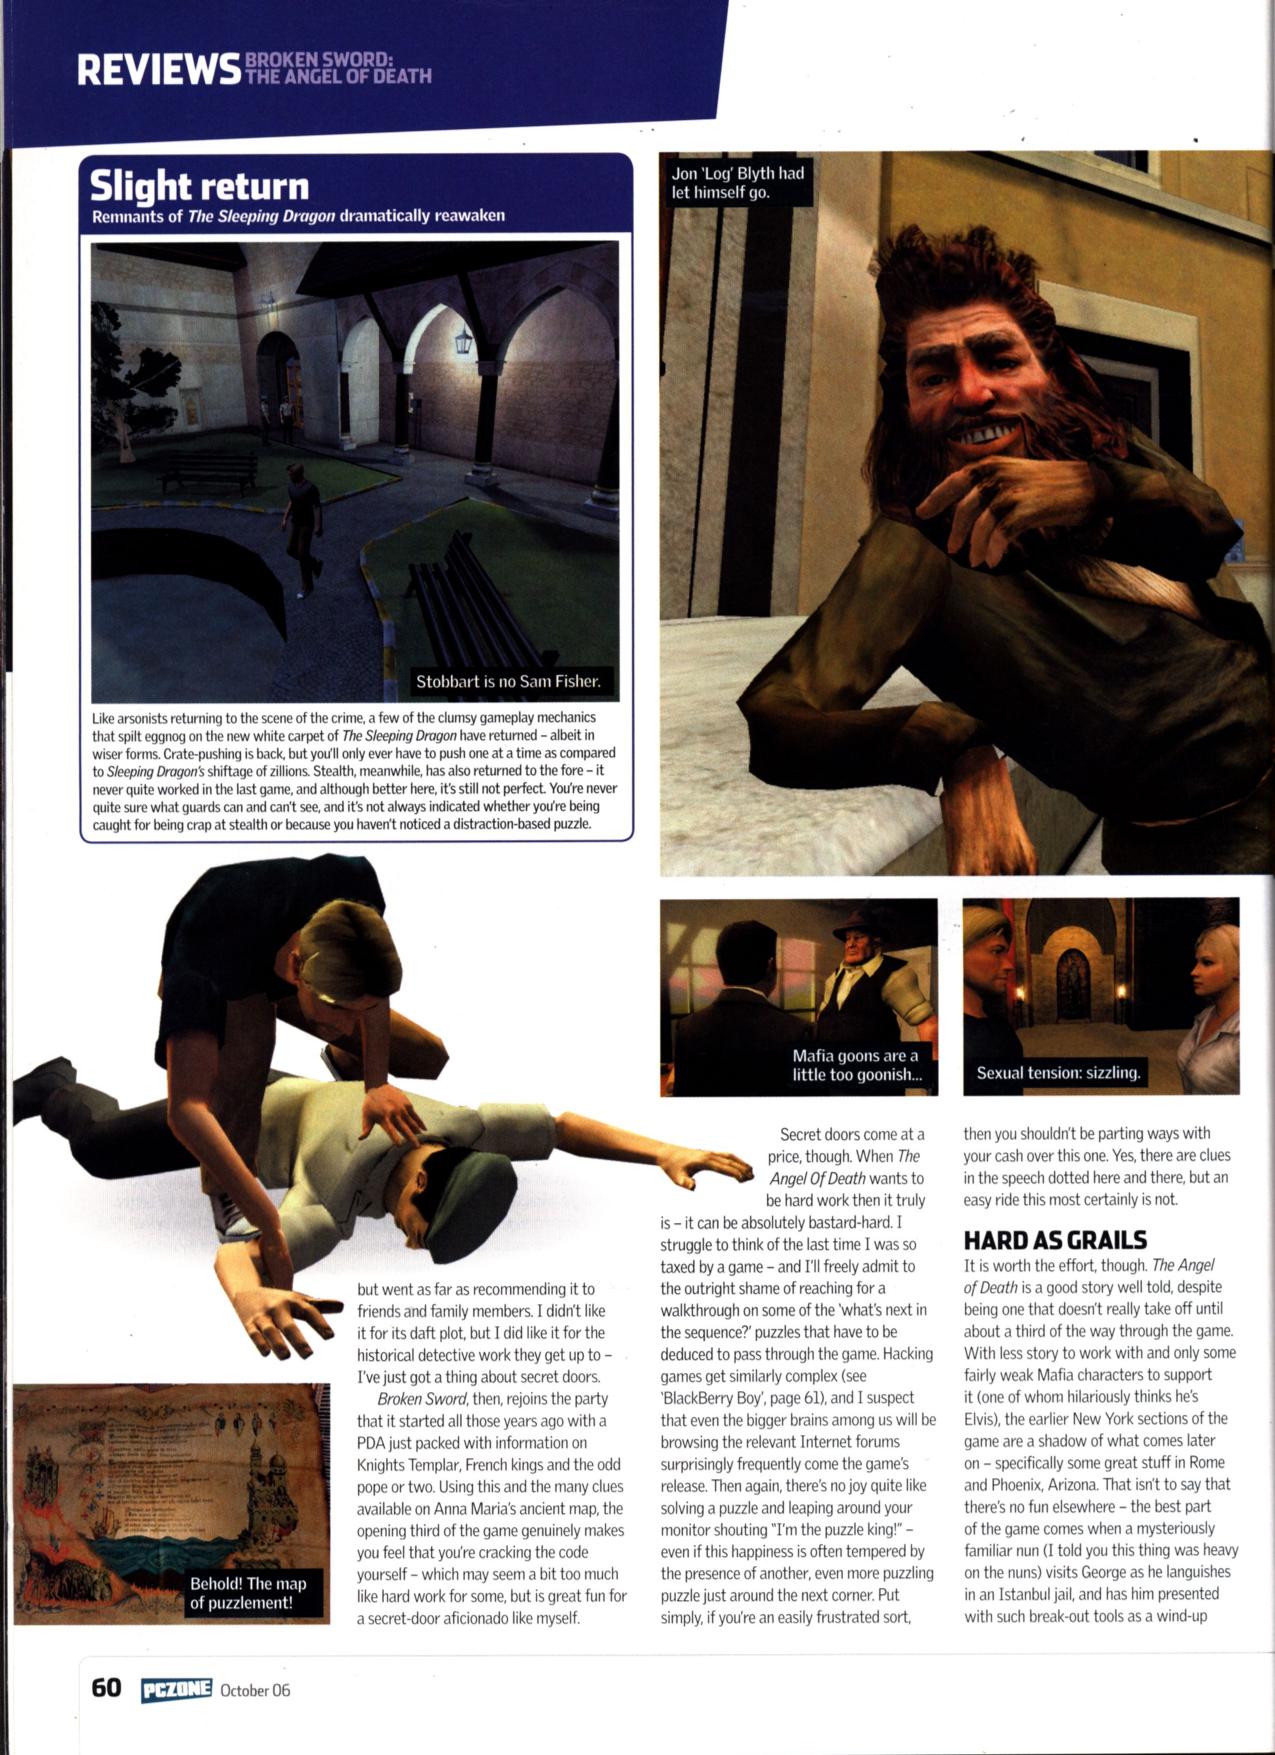 REVIEWS BROKEN SWORD:
THE ANGEL OF DEATH
Slight return
Remnants of The Sleeping Dragon dramatically reawaken
Stobbart is no Sam Fisher.
Like arsonists returning to the scene of the crime, a few of the clumsy gameplay mechanics
that spilt eggnog on the new white carpet of The Sleeping Dragon have returned – albeit in
wiser forms. Crate-pushing is back, but you'll only ever have to push one at a time as compared
to Sleeping Dragon's shiftage of zillions. Stealth, meanwhile, has also returned to the fore – it
never quite worked in the last game, and although better here, it's still not perfect. You're never
quite sure what guards can and can't see, and it's not always indicated whether you're being
caught for being crap at stealth or because you haven't noticed a distraction-based puzzle.
Jon 'Log' Blyth had
let himself go.
Mafia goons are a
little too goonish...
Sexual tension: sizzling.
Behold! The map
of puzzlement!
but went as far as recommending it to
friends and family members. I didn't like
it for its daft plot, but I did like it for the
historical detective work they get up to –
I've just got a thing about secret doors.
Broken Sword, then, rejoins the party
that it started all those years ago with a
PDA just packed with information on
Knights Templar, French kings and the odd
pope or two. Using this and the many clues
available on Anna Maria's ancient map, the
opening third of the game genuinely makes
you feel that you're cracking the code
yourself – which may seem a bit too much
like hard work for some, but is great fun for
a secret-door aficionado like myself.
Secret doors come at a
price, though. When The
Angel Of Death wants to
be hard work then it truly
is – it can be absolutely bastard-hard. I
struggle to think of the last time I was so
taxed by a game – and I'll freely admit to
the outright shame of reaching for a
walkthrough on some of the 'what's next in
the sequence?' puzzles that have to be
deduced to pass through the game. Hacking
games get similarly complex (see
'BlackBerry Boy', page 61), and I suspect
that even the bigger brains among us will be
browsing the relevant Internet forums
surprisingly frequently come the game's
release. Then again, there's no joy quite like
solving a puzzle and leaping around your
monitor shouting "I'm the puzzle king!" –
even if this happiness is often tempered by
the presence of another, even more puzzling
puzzle just around the next corner. Put
simply, if you're an easily frustrated sort,
then you shouldn't be parting ways with
your cash over this one. Yes, there are clues
in the speech dotted here and there, but an
easy ride this most certainly is not.
HARD AS GRAILS
It is worth the effort, though. The Angel
of Death is a good story well told, despite
being one that doesn't really take off until
about a third of the way through the game.
With less story to work with and only some
fairly weak Mafia characters to support
it (one of whom hilariously thinks he's
Elvis), the earlier New York sections of the
game are a shadow of what comes later
on – specifically some great stuff in Rome
and Phoenix, Arizona. That isn't to say that
there's no fun elsewhere – the best part
of the game comes when a mysteriously
familiar nun (I told you this thing was heavy
on the nuns) visits George as he languishes
in an Istanbul jail, and has him presented
with such break-out tools as a wind-up
60 PCZONE October 06